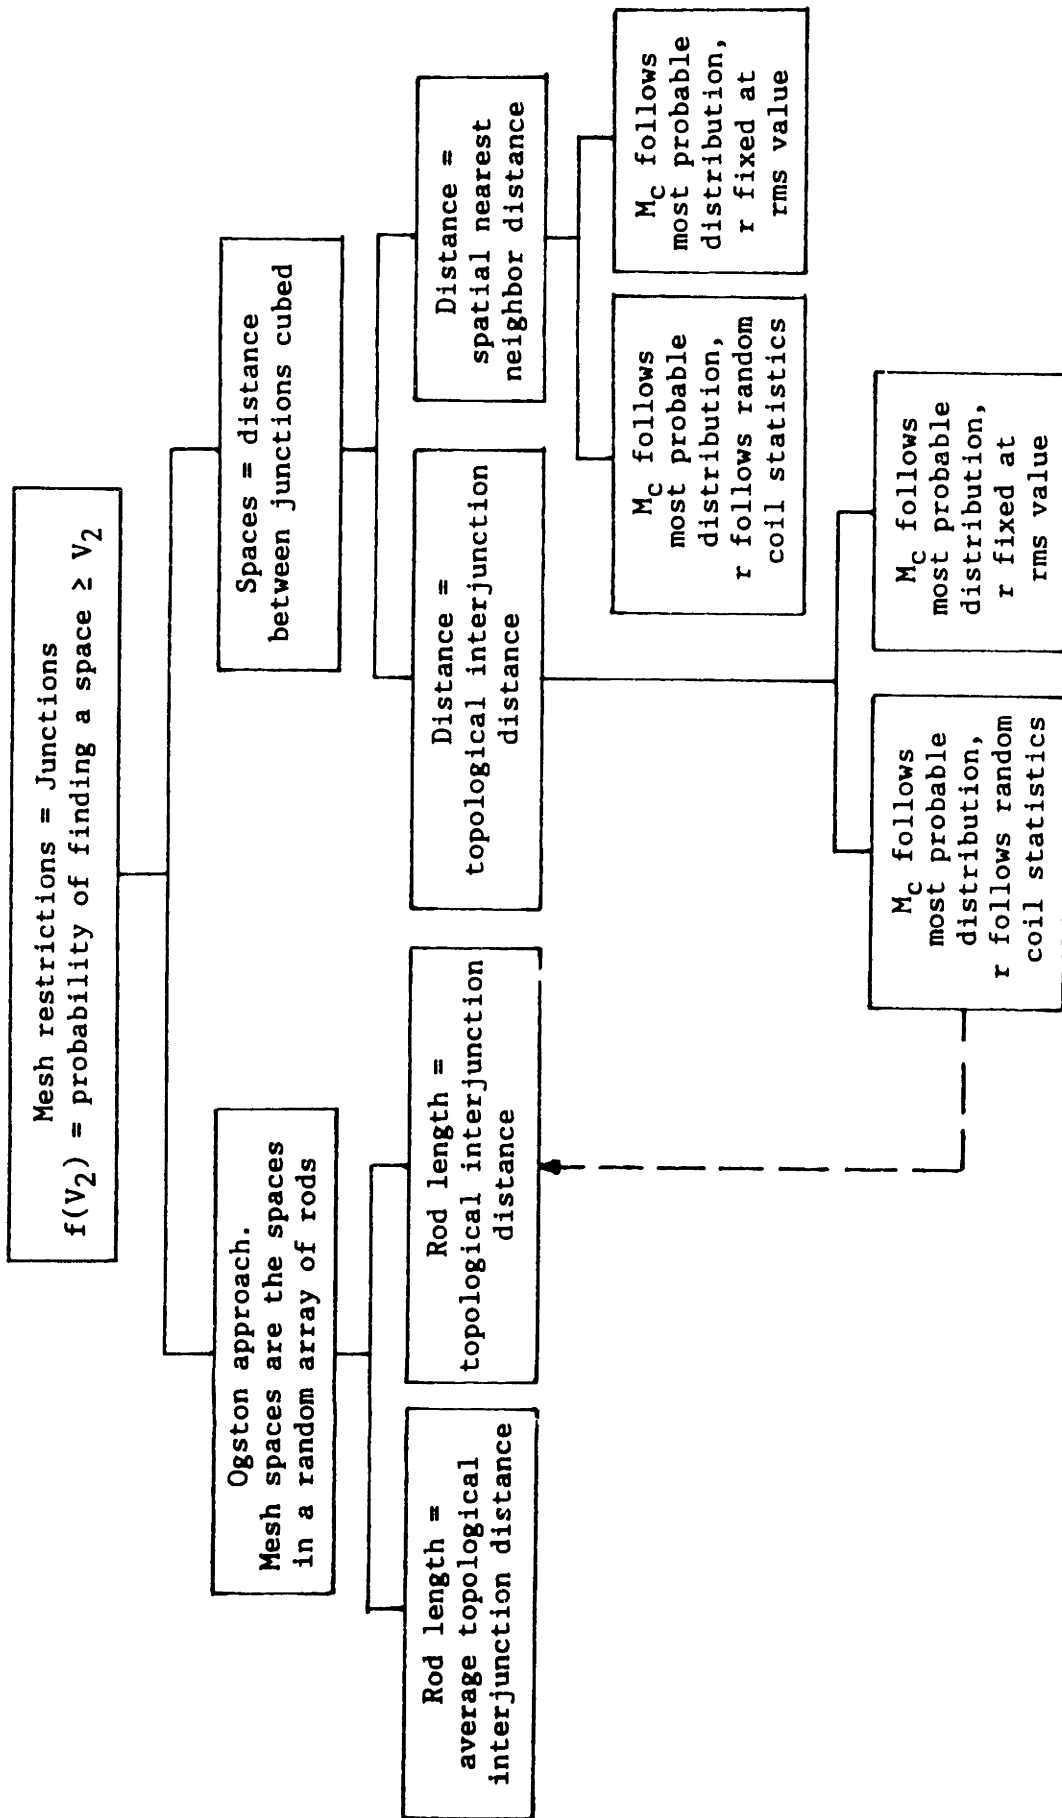 Mesh restrictions = Junctions
f(V₂) = probability of finding a space ≥ V₂
Ogston approach.
Mesh spaces are the spaces
in a random array of rods
Spaces = distance
between junctions cubed
Rod length =
average topological
interjunction distance
Rod length =
topological interjunction
distance
Distance =
topological interjunction
distance
Distance =
spatial nearest
neighbor distance
M_C follows
most probable
distribution,
r follows random
coil statistics
M_C follows
most probable
distribution,
r fixed at
rms value
M_C follows
most probable
distribution,
r follows random
coil statistics
M_C follows
most probable
distribution,
r fixed at
rms value